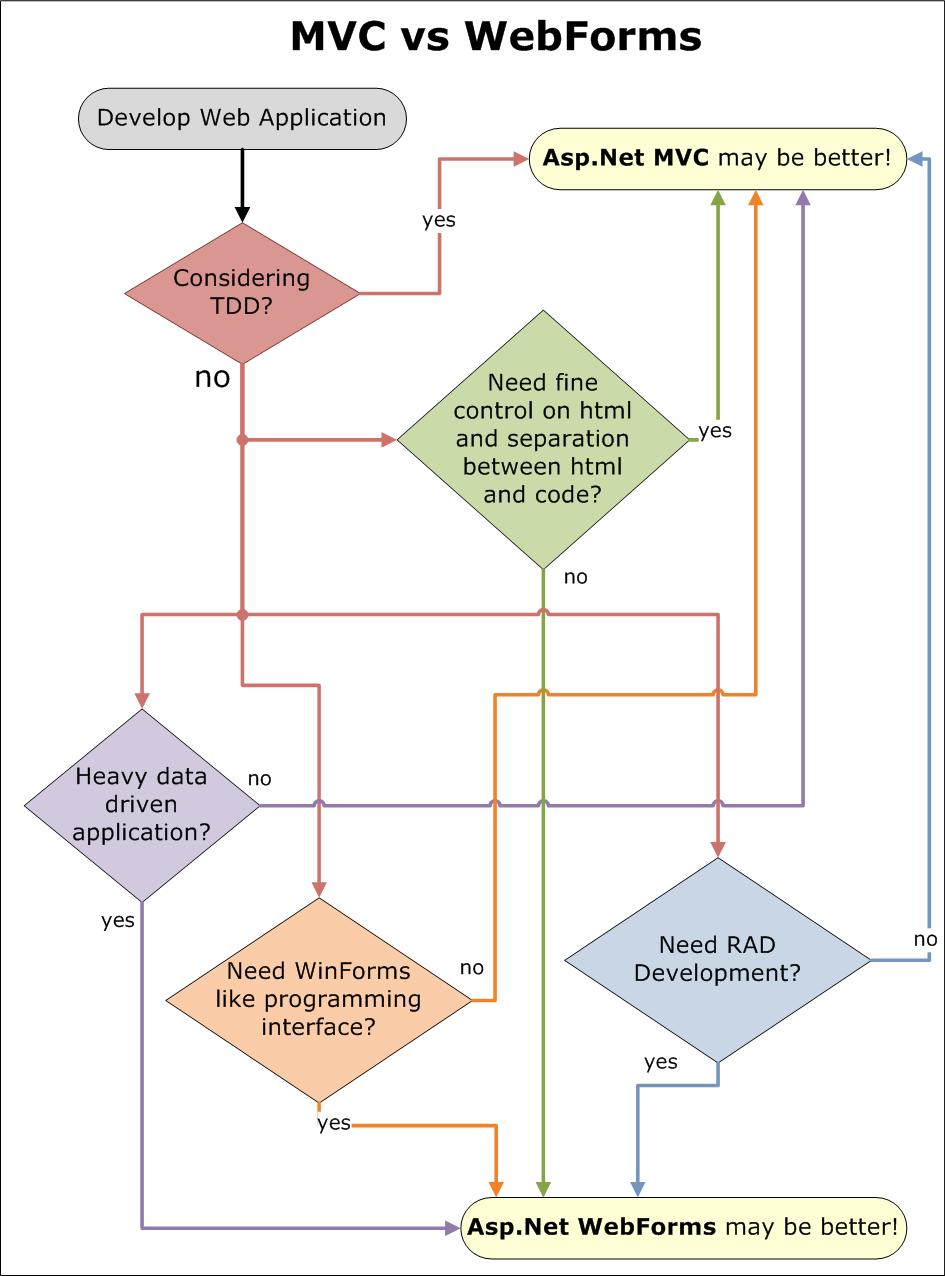 MVC vs WebForms
Develop Web Application
Asp.Net MVC may be better!
yes
Considering
TDD?
no
Need fine
control on html
and separation
between html
and code?
yes
no
Heavy data
driven
application?
no
yes
Need WinForms
like programming
interface?
no
yes
Need RAD
Development?
no
yes
Asp.Net WebForms may be better!